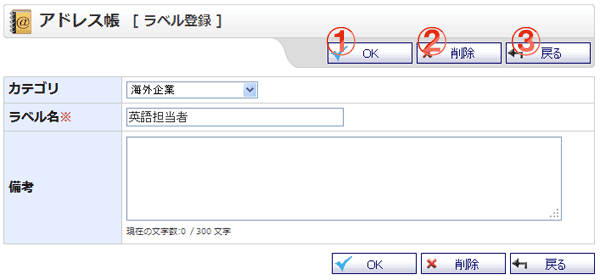 アドレス帳 [ ラベル登録 ]
① OK ② 削除 ③ 戻る
カテゴリ 海外企業
ラベル名※ 英語担当者
備考
現在の文字数:0 / 300 文字
OK 削除 戻る